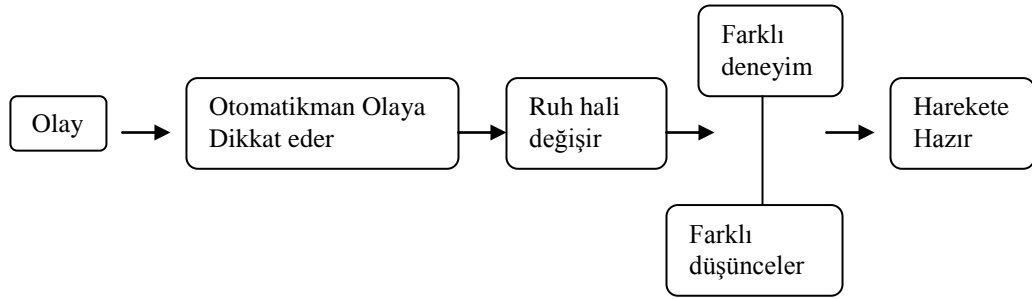 Olay
Otomatikman Olaya
Dikkat eder
Ruh hali
değişir
Farklı
deneyim
Farklı
düşünceler
Harekete
Hazır